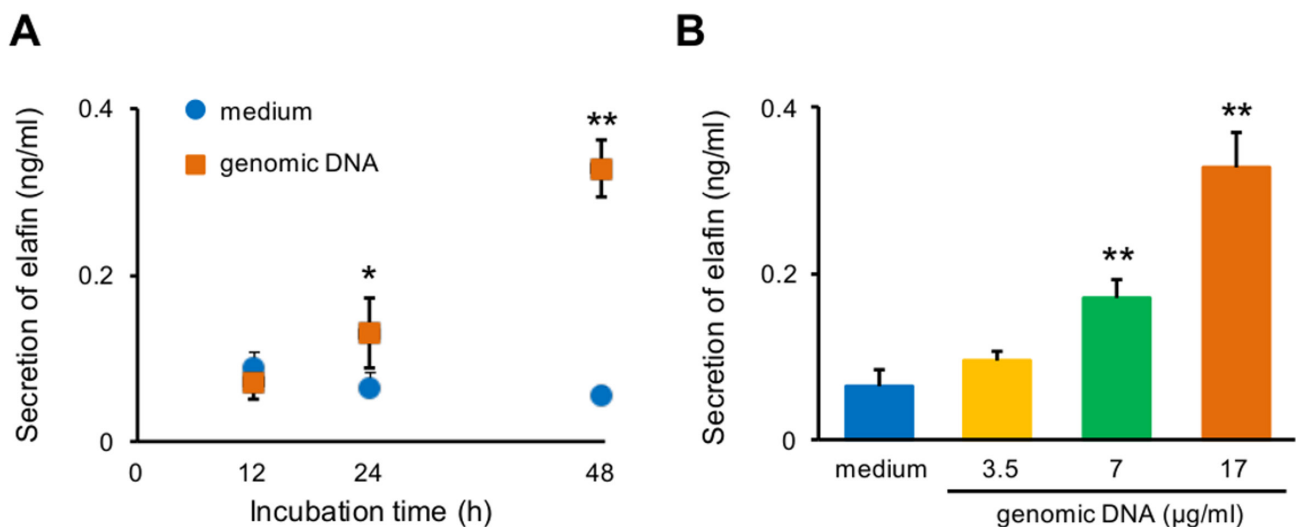 A
Secretion of elafin (ng/ml)
0.4
0.2
0
medium
genomic DNA
*
**
0
12
24
48
Incubation time (h)
B
Secretion of elafin (ng/ml)
0.4
0.2
0
**
**
medium
3.5
7
17
genomic DNA (μg/ml)